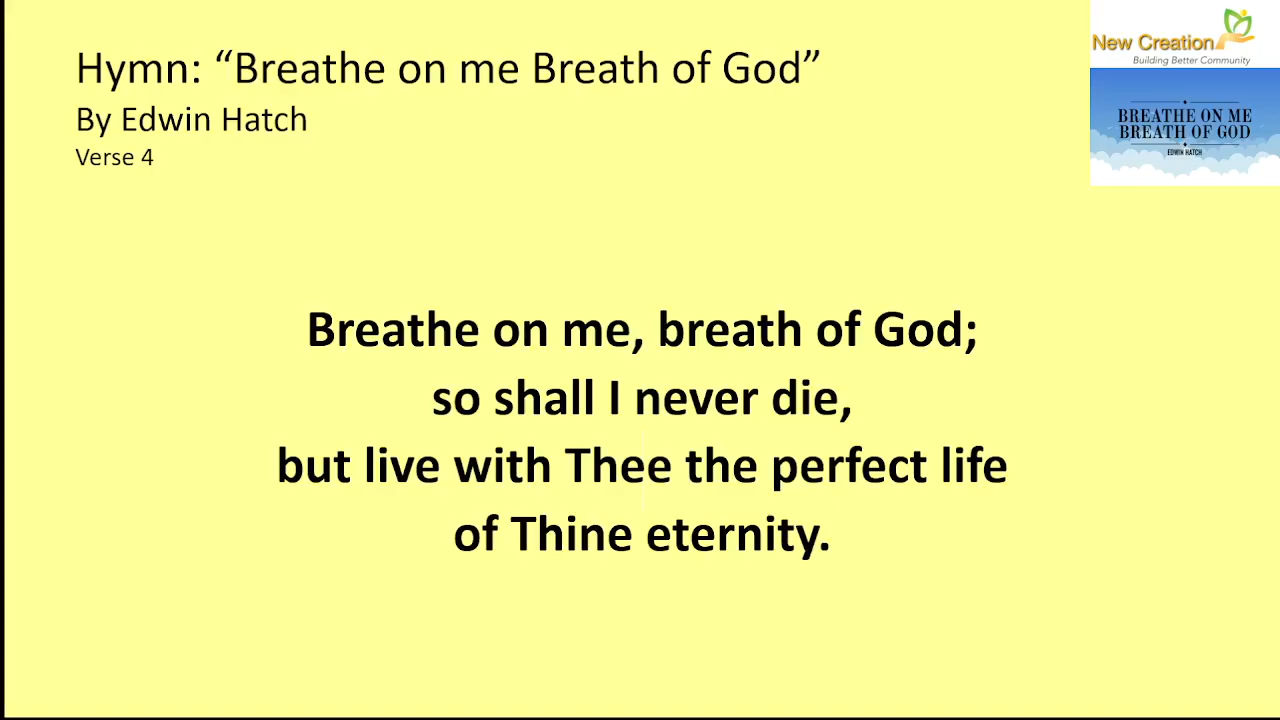 Hymn: “Breathe on me Breath of God”
By Edwin Hatch
Verse 4
New Creation
Building Better Community
BREATHE ON ME
BREATH OF GOD
EDWIN HATCH
Breathe on me, breath of God;
so shall I never die,
but live with Thee the perfect life
of Thine eternity.